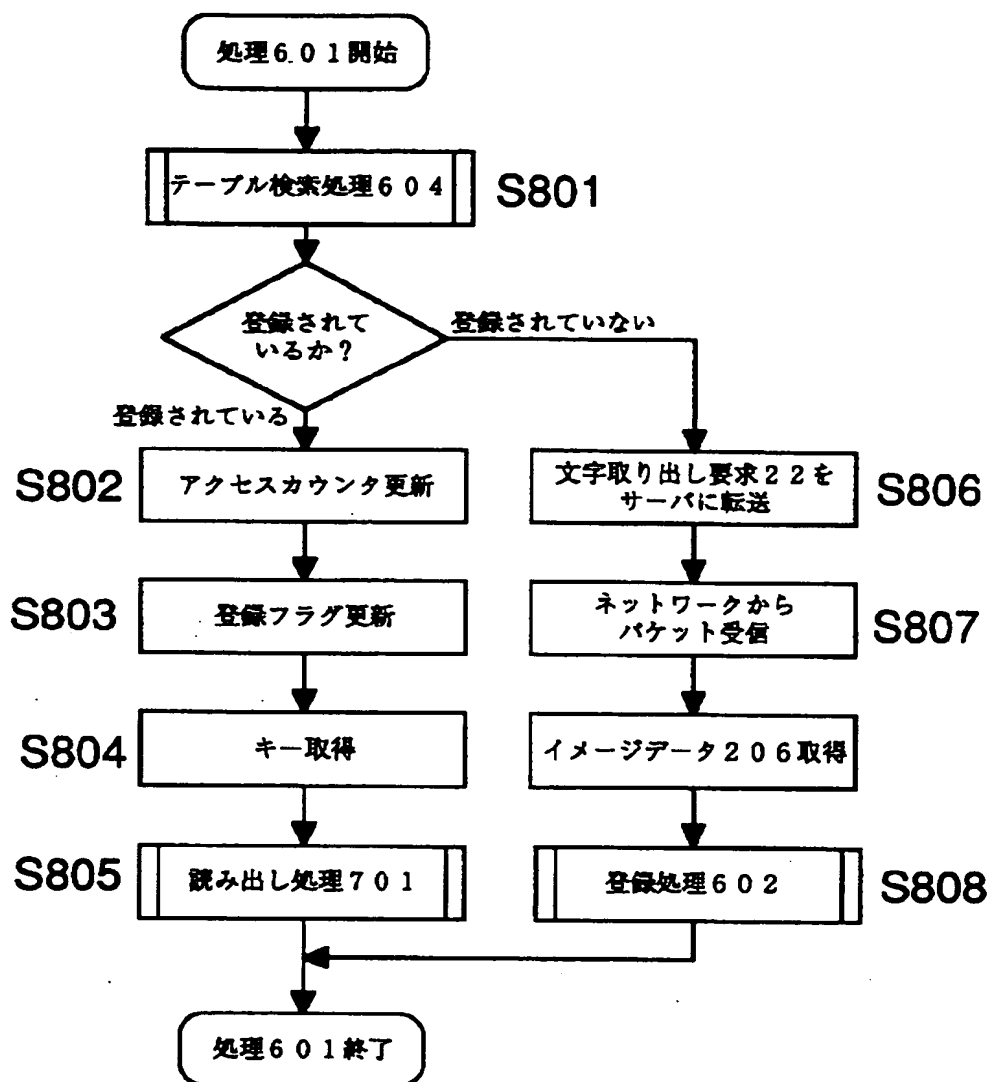 処理601開始
テーブル検索処理604
S801
登録されて
いるか?
登録されていない
登録されている
S802
アクセスカウンタ更新
文字取り出し要求22を
サーバに転送
S806
S803
登録フラグ更新
ネットワークから
パケット受信
S807
S804
キー取得
イメージデータ206取得
S805
読み出し処理701
登録処理602
S808
処理601終了